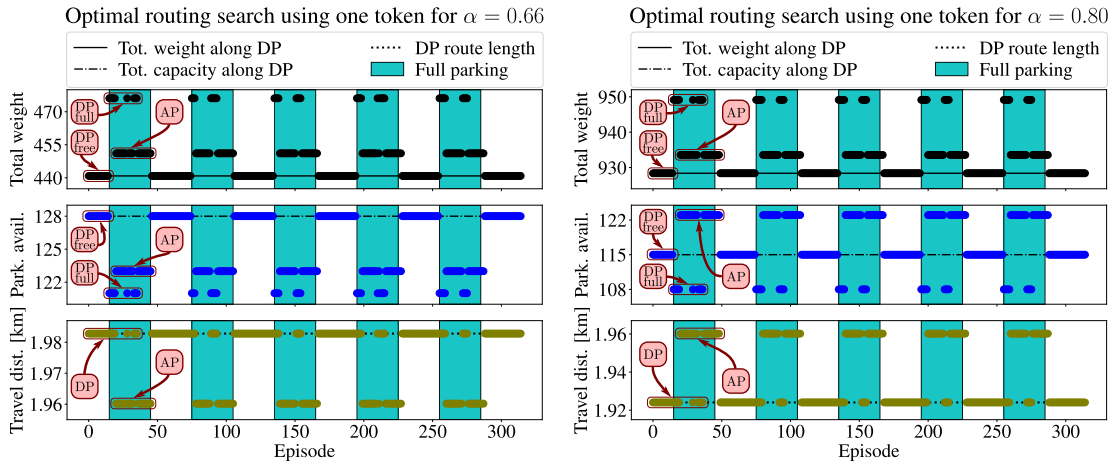 Optimal routing search using one token for α = 0.66
Tot. weight along DP
Tot. capacity along DP
DP route length
Full parking
Total weight
470
455
440
DP full
DP free
AP
Park. avail.
128
125
122
DP free
DP full
AP
Travel dist. [km]
1.98
1.97
1.96
DP
AP
0 50 100 150 200 250 300
Episode
Optimal routing search using one token for α = 0.80
Tot. weight along DP
Tot. capacity along DP
DP route length
Full parking
Total weight
950
940
930
DP full
DP free
AP
Park. avail.
122
115
108
DP free
DP full
AP
Travel dist. [km]
1.96
1.94
1.92
DP
AP
0 50 100 150 200 250 300
Episode